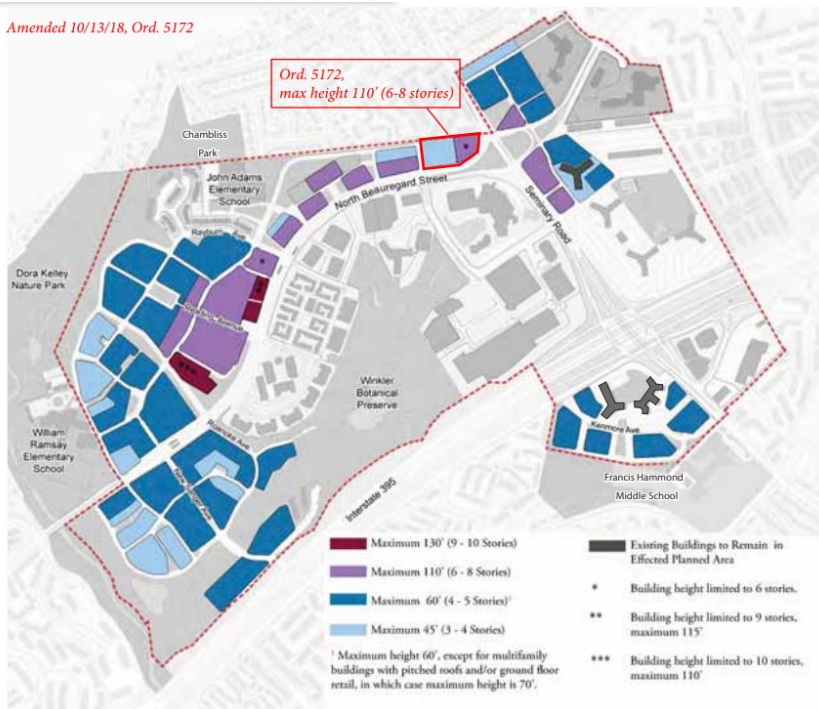 Amended 10/13/18, Ord. 5172
Ord. 5172,
max height 110' (6-8 stories)
Chambliss
Park
John Adams
Elementary
School
North Beauregard Street
Seminary Road
Rayburn Ave
*
*
**
Dora Kelley
Nature Park
Reading Avenue
***
Winkler
Botanical
Preserve
William
Ramsay
Elementary
School
Roanoke Ave
Kenmore Ave.
Francis Hammond
Middle School
Interstate 395
Maximum 130' (9 - 10 Stories)
Maximum 110' (6 - 8 Stories)
Maximum 60' (4 - 5 Stories)¹
Maximum 45' (3 - 4 Stories)
¹ Maximum height 60', except for multifamily
buildings with pitched roofs and/or ground floor
retail, in which case maximum height is 70'.
Existing Buildings to Remain in
Effected Planned Area
* Building height limited to 6 stories.
** Building height limited to 9 stories,
maximum 115'
*** Building height limited to 10 stories,
maximum 110'